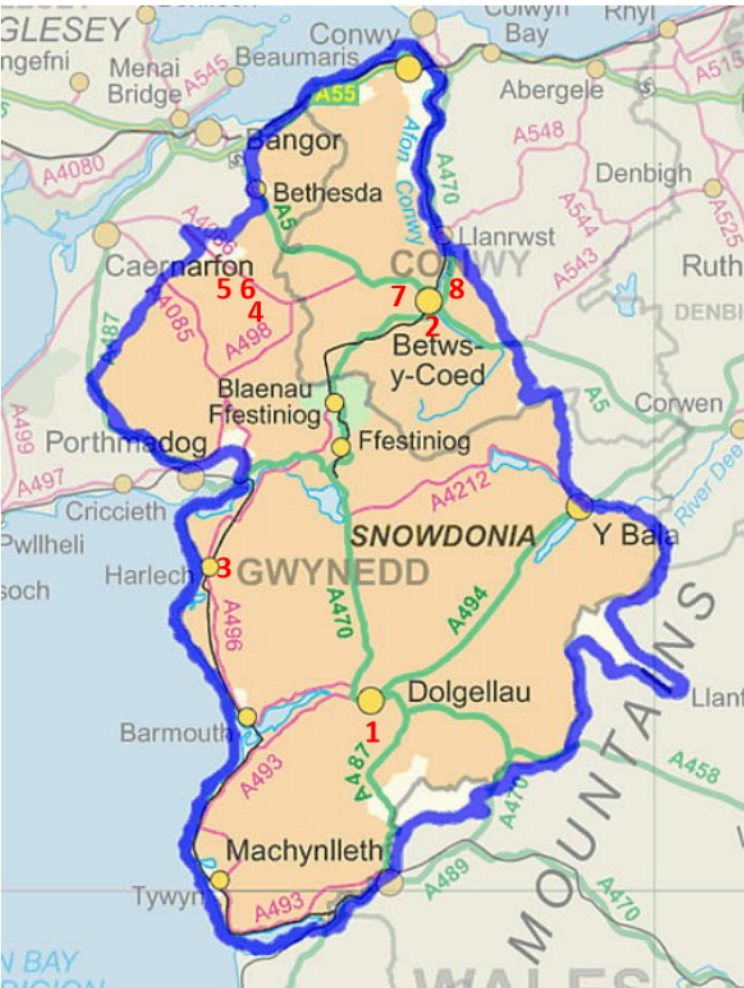 GLESEY
Conwy
Colwyn
Bay
Rhyl
ngefni
Menai
Bridge
A545
Beaumaris
A55
Abergele
A515
A4080
Bangor
A548
Bethesda
A470
Denbigh
Afon Conwy
A5
A4086
Llanrwst
A544
A525
Caernarfon
CONWY
A543
Ruth
5 6
4
7
8
DENBI
A4085
A498
2
A487
Betws-
y-Coed
Blaenau
Ffestiniog
A5
Corwen
A499
Porthmadog
Ffestiniog
A497
A4212
River Dee
Criccieth
Pwllheli
SNOWDONIA
Y Bala
Harlech
3
GWYNEDD
soch
A496
A470
A494
Dolgellau
Llanf
Barmouth
1
A493
A487
A458
A470
MOUNTAINS
Machynlleth
A489
Tywyn
A493
A470
N BAY
DIGION
WALES